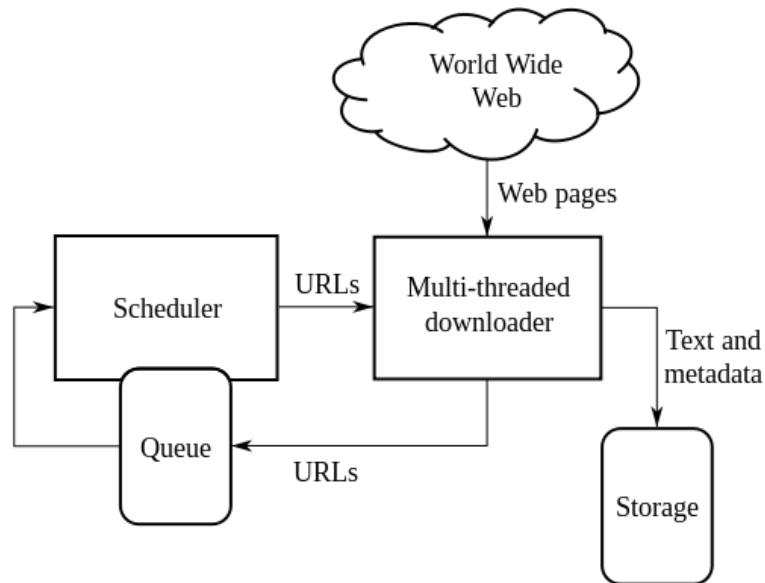 World Wide
Web
Web pages
Scheduler
URLs
Multi-threaded
downloader
Text and
metadata
Queue
URLs
Storage